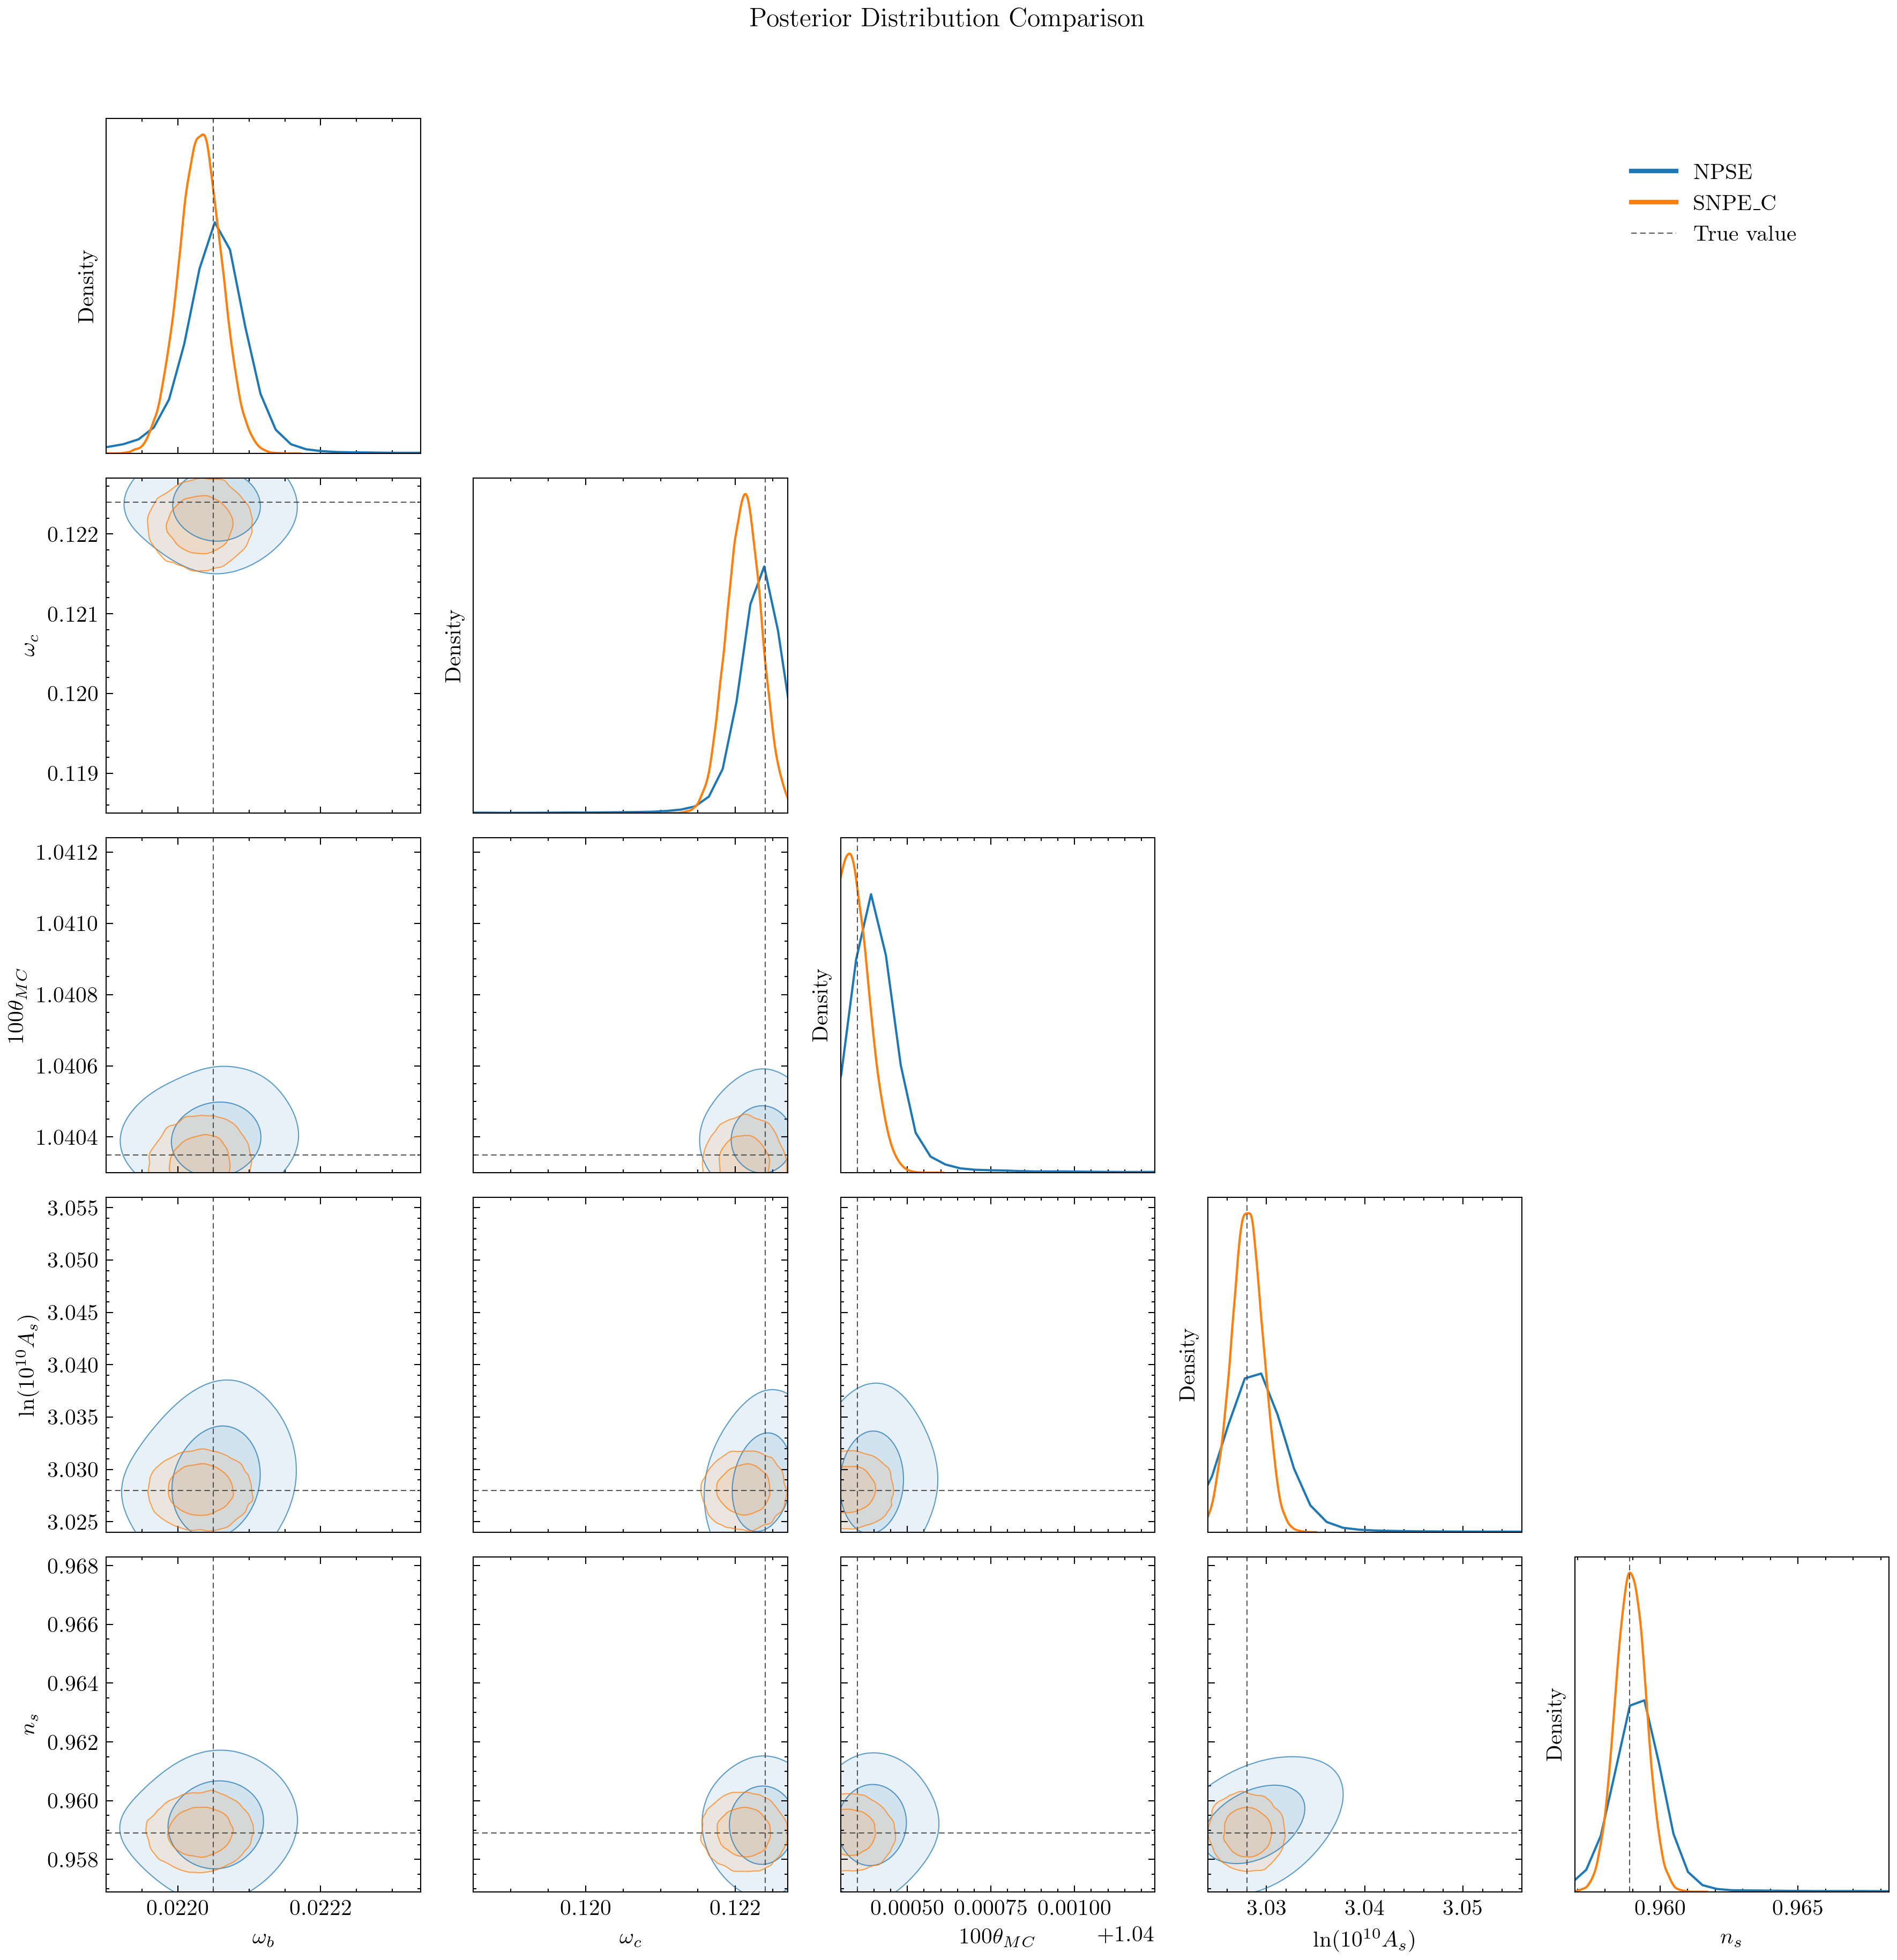 Posterior Distribution Comparison
NPSE
SNPE_C
True value
Density
0.122
0.121
0.120
0.119
ω_c
Density
1.0412
1.0410
1.0408
1.0406
1.0404
100θ_MC
Density
3.055
3.050
3.045
3.040
3.035
3.030
3.025
ln(10^10 A_s)
Density
0.968
0.966
0.964
0.962
0.960
0.958
n_s
Density
0.0220 0.0222
ω_b
0.120 0.122
ω_c
0.00050 0.00075 0.00100
100θ_MC +1.04
3.03 3.04 3.05
ln(10^10 A_s)
0.960 0.965
n_s